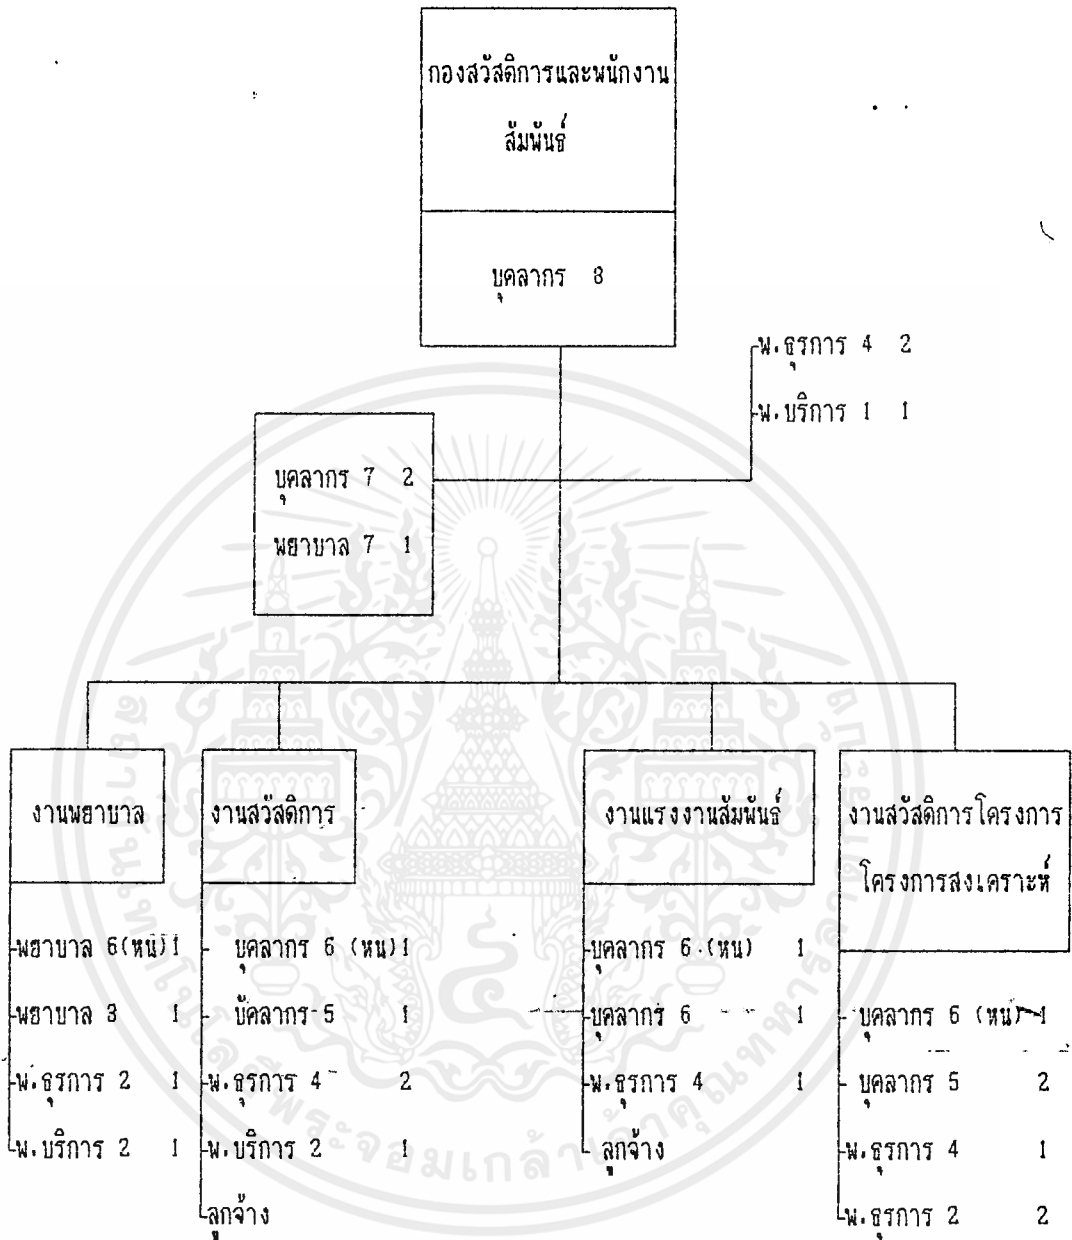 กองสวัสดิการและพนักงาน
สัมพันธ์
บุคลากร 8
พ.ธุรการ 4 2
พ.บริการ 1 1
บุคลากร 7 2
พยาบาล 7 1
งานพยาบาล
พยาบาล 6(หน)1
พยาบาล 3 1
พ.ธุรการ 2 1
พ.บริการ 2 1
งานสวัสดิการ
บุคลากร 6 (หน)1
บัคลากร 5 1
พ.ธุรการ 4 2
พ.บริการ 2 1
ลูกจ้าง
งานแรงงานสัมพันธ์
บุคลากร 6 (หน) 1
บุคลากร 6 1
พ.ธุรการ 4 1
ลูกจ้าง
งานสวัสดิการโครงการ
โครงการสงเคราะห์
บุคลากร 6 (หน) 1
บุคลากร 5 2
พ.ธุรการ 4 1
พ.ธุรการ 2 2